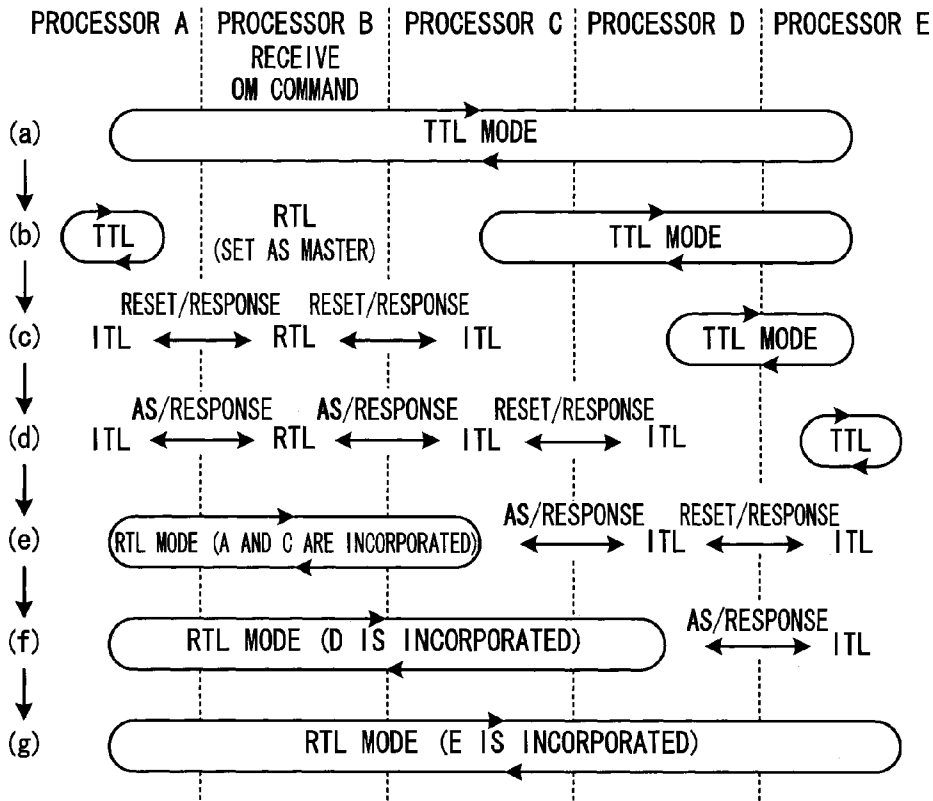 PROCESSOR A PROCESSOR B PROCESSOR C PROCESSOR D PROCESSOR E
RECEIVE
OM COMMAND
(a) TTL MODE
(b) TTL RTL TTL MODE
(SET AS MASTER)
RESET/RESPONSE RESET/RESPONSE
(c) ITL RTL ITL TTL MODE
AS/RESPONSE AS/RESPONSE RESET/RESPONSE
(d) ITL RTL ITL ITL TTL
AS/RESPONSE RESET/RESPONSE
(e) RTL MODE (A AND C ARE INCORPORATED) ITL ITL
AS/RESPONSE
(f) RTL MODE (D IS INCORPORATED) ITL
(g) RTL MODE (E IS INCORPORATED)